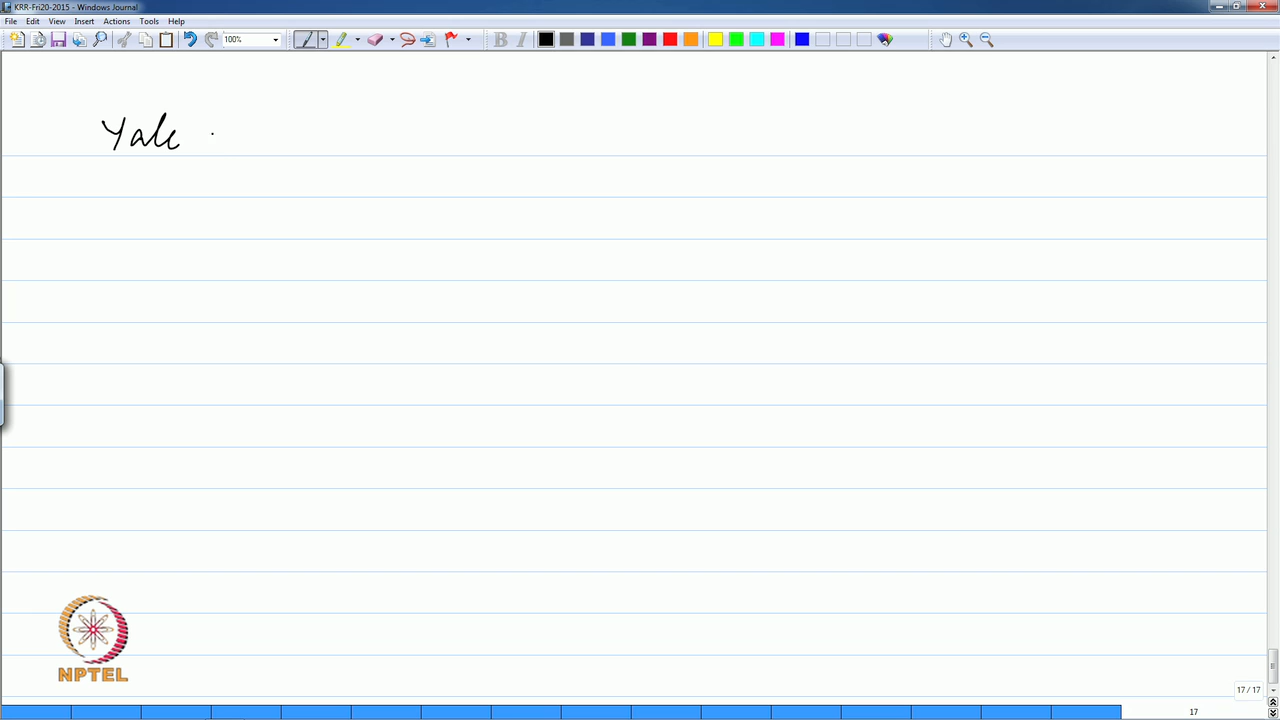 KRR-Fri20-2015 - Windows Journal
File Edit View Insert Actions Tools Help
100%
B I
Yale
NPTEL
17 / 17
17